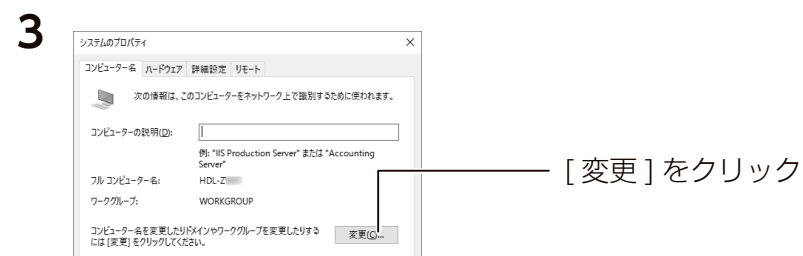 3
システムのプロパティ
コンピューター名 ハードウェア 詳細設定 リモート
次の情報は、このコンピューターをネットワーク上で識別するために使われます。
コンピューターの説明(D):
例: "IIS Production Server" または "Accounting
Server"
フル コンピューター名: HDL-Z
ワークグループ: WORKGROUP
コンピューター名を変更したりドメインやワークグループを変更したりする
には [変更] をクリックしてください。
変更(C)...
[ 変更 ] をクリック